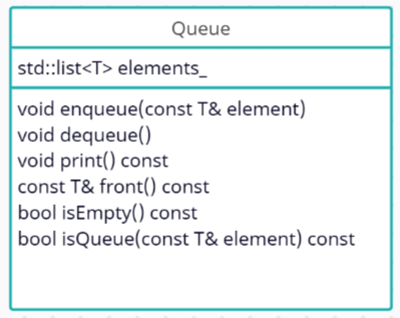 Queue
std::list<T> elements_
void enqueue(const T& element)
void dequeue()
void print() const
const T& front() const
bool isEmpty() const
bool isQueue(const T& element) const